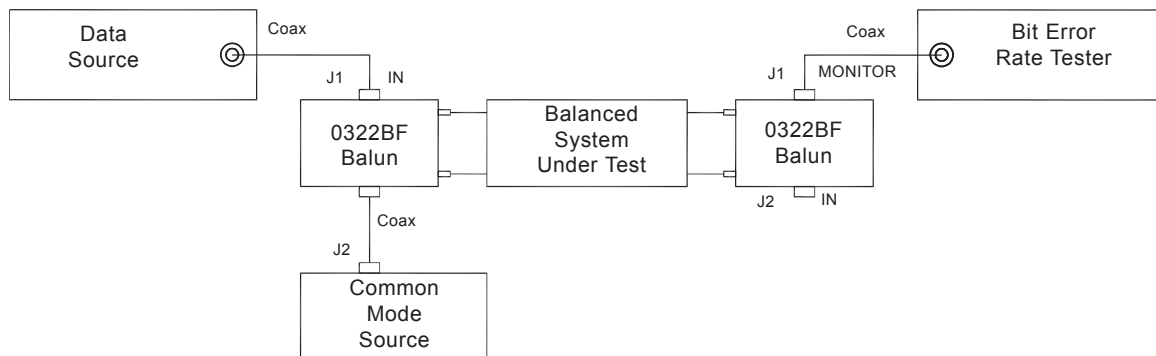 Data
Source
Coax
J1 IN
0322BF
Balun
Coax
J2
Common
Mode
Source
Balanced
System
Under Test
Coax
J1
MONITOR
0322BF
Balun
J2 IN
Bit Error
Rate Tester